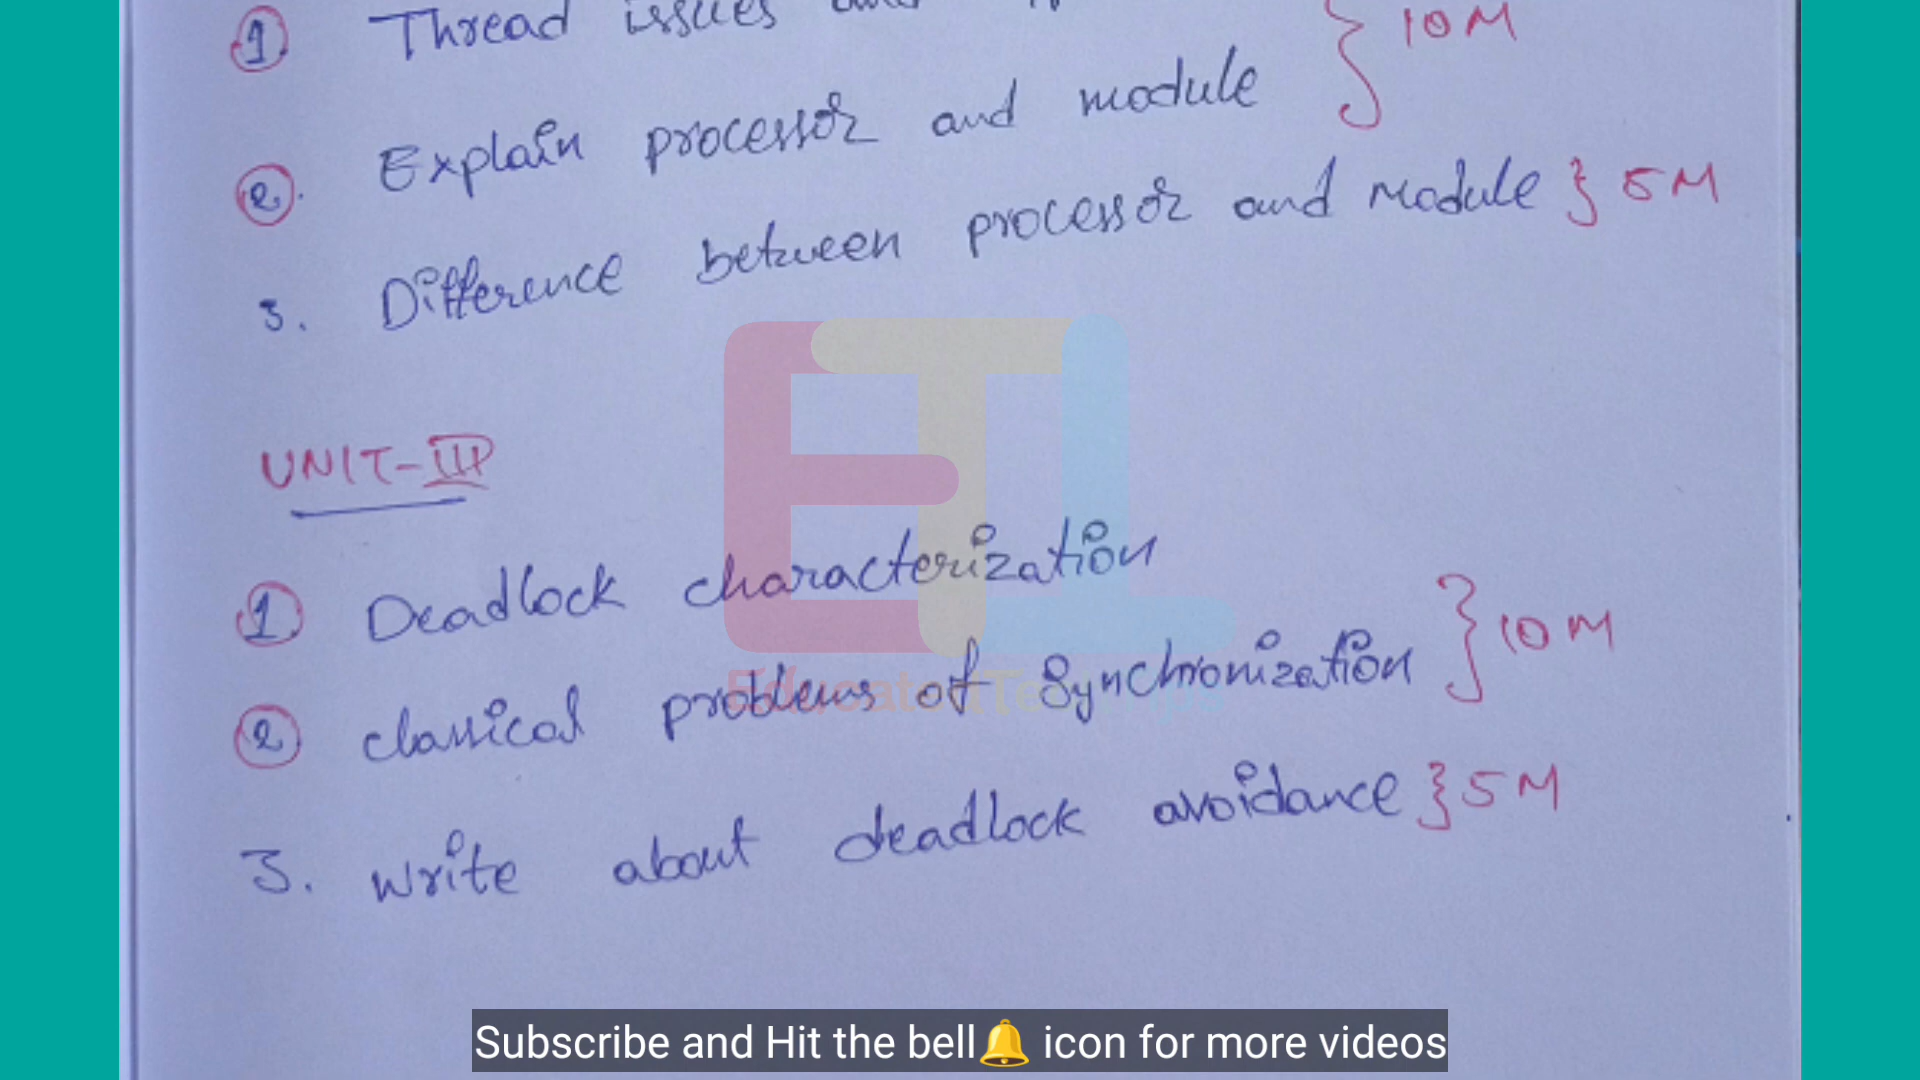 1 Thread issues and
10M
2. Explain processor and module
3. Difference between processor and module } 5M
UNIT-III
1 Deadlock characterization
2 classical problems of synchronization } 10M
3. write about deadlock avoidance } 5M
Subscribe and Hit the bell🔔 icon for more videos